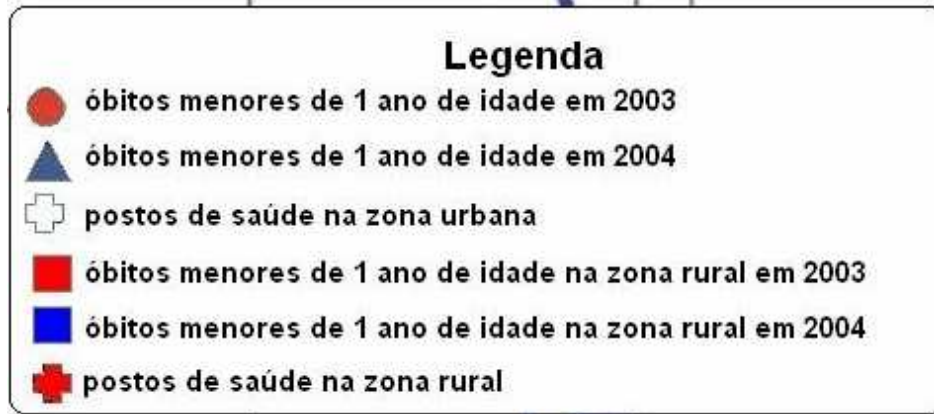 Legenda
óbitos menores de 1 ano de idade em 2003
óbitos menores de 1 ano de idade em 2004
postos de saúde na zona urbana
óbitos menores de 1 ano de idade na zona rural em 2003
óbitos menores de 1 ano de idade na zona rural em 2004
postos de saúde na zona rural